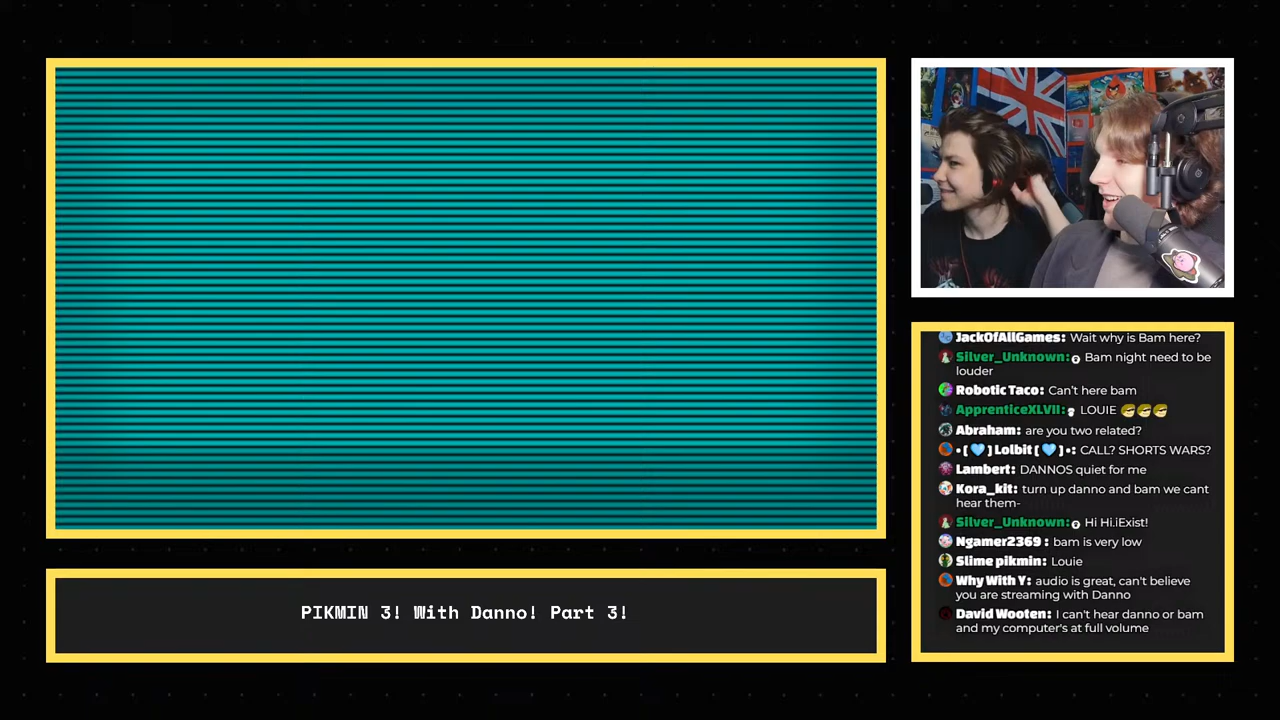 JackOfAllGames: Wait why is Bam here?
Silver_Unknown: Bam night need to be
louder
Robotic Taco: Can't here bam
ApprenticeXLVII: LOUIE
Abraham: are you two related?
•[ 💙 ] Lolbit [ 💙 ]•: CALL? SHORTS WARS?
Lambert: DANNOS quiet for me
Kora_kit: turn up danno and bam we cant
hear them-
Silver_Unknown: Hi Hi.iExist!
Ngamer2369 : bam is very low
Slime pikmin: Louie
Why With Y: audio is great, can't believe
you are streaming with Danno
David Wooten: I can't hear danno or bam
and my computer's at full volume
PIKMIN 3! With Danno! Part 3!